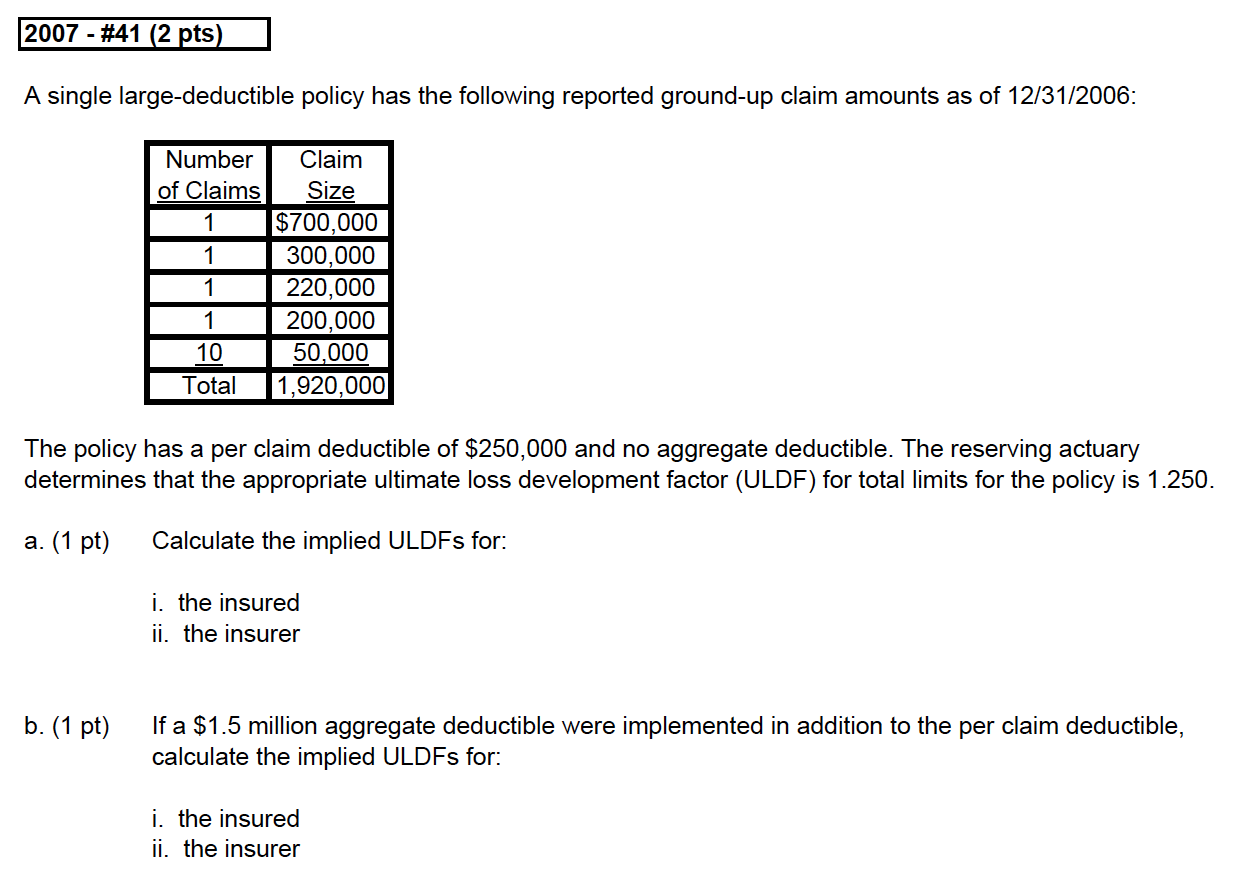 2007 - #41 (2 pts)
A single large-deductible policy has the following reported ground-up claim amounts as of 12/31/2006:
Number Claim
of Claims Size
1 $700,000
1 300,000
1 220,000
1 200,000
10 50,000
Total 1,920,000
The policy has a per claim deductible of $250,000 and no aggregate deductible. The reserving actuary
determines that the appropriate ultimate loss development factor (ULDF) for total limits for the policy is 1.250.
a. (1 pt) Calculate the implied ULDFs for:
i. the insured
ii. the insurer
b. (1 pt) If a $1.5 million aggregate deductible were implemented in addition to the per claim deductible,
calculate the implied ULDFs for:
i. the insured
ii. the insurer